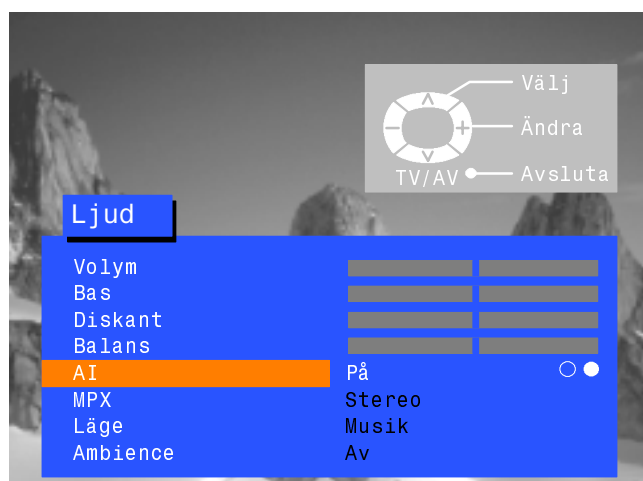 Välj
Ändra
TV/AV Avsluta
Ljud
Volym
Bas
Diskant
Balans
AI På
MPX Stereo
Läge Musik
Ambience Av